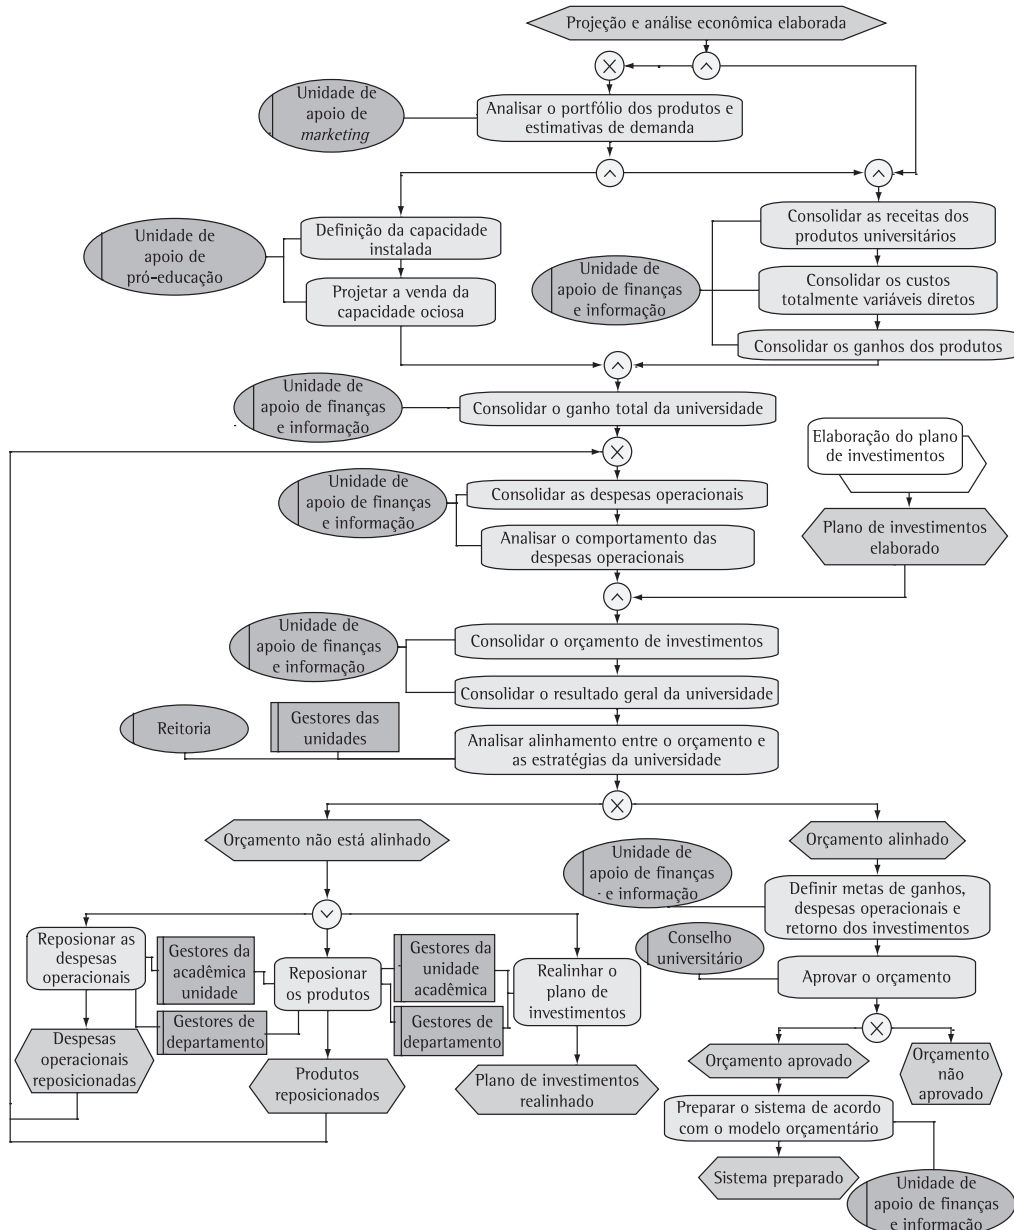 Projeção e análise econômica elaborada
Unidade de
apoio de
marketing
Analisar o portfólio dos produtos e
estimativas de demanda
Unidade de
apoio de
pró-educação
Definição da capacidade
instalada
Projetar a venda da
capacidade ociosa
Unidade de
apoio de finanças
e informação
Consolidar as receitas dos
produtos universitários
Consolidar os custos
totalmente variáveis diretos
Consolidar os ganhos dos produtos
Unidade de
apoio de finanças
e informação
Consolidar o ganho total da universidade
Elaboração do plano
de investimentos
Unidade de
apoio de finanças
e informação
Consolidar as despesas operacionais
Analisar o comportamento das
despesas operacionais
Plano de investimentos
elaborado
Unidade de
apoio de finanças
e informação
Consolidar o orçamento de investimentos
Consolidar o resultado geral da universidade
Reitoria
Gestores das
unidades
Analisar alinhamento entre o orçamento e
as estratégias da universidade
Orçamento não está alinhado
Orçamento alinhado
Unidade de
apoio de finanças
e informação
Definir metas de ganhos,
despesas operacionais e
retorno dos investimentos
Conselho
universitário
Aprovar o orçamento
Reposionar as
despesas
operacionais
Gestores da
acadêmica
unidade
Gestores de
departamento
Reposionar
os produtos
Gestores da
unidade
acadêmica
Gestores de
departamento
Realinhar o
plano de
investimentos
Despesas
operacionais
reposicionadas
Produtos
reposicionados
Plano de investimentos
realinhado
Orçamento aprovado
Orçamento
não
aprovado
Preparar o sistema de acordo
com o modelo orçamentário
Sistema preparado
Unidade de
apoio de finanças
e informação